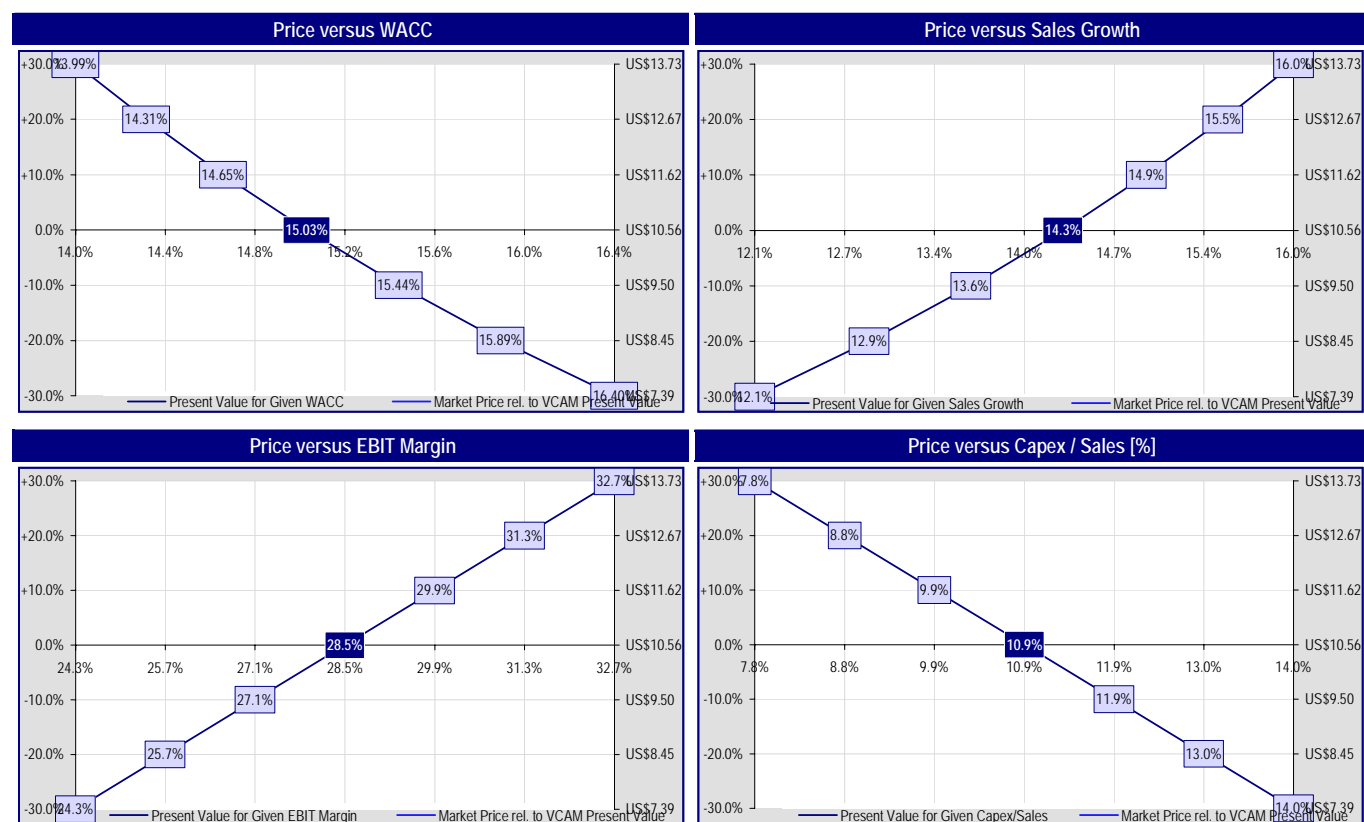 Price versus WACC
+30.0% 13.99% US$13.73
+20.0% 14.31% US$12.67
+10.0% 14.65% US$11.62
0.0% 15.03% US$10.56
14.0% 14.4% 14.8% 15.2% 15.6% 16.0% 16.4%
-10.0% 15.44% US$9.50
-20.0% 15.89% US$8.45
-30.0% 16.40% US$7.39
Present Value for Given WACC Market Price rel. to VCAM Present Value
Price versus Sales Growth
+30.0% 16.0% US$13.73
+20.0% 15.5% US$12.67
+10.0% 14.9% US$11.62
0.0% 14.3% US$10.56
12.1% 12.7% 13.4% 14.0% 14.7% 15.4% 16.0%
-10.0% 13.6% US$9.50
-20.0% 12.9% US$8.45
-30.0% 12.1% US$7.39
Present Value for Given Sales Growth Market Price rel. to VCAM Present Value
Price versus EBIT Margin
+30.0% 32.7% US$13.73
+20.0% 31.3% US$12.67
+10.0% 29.9% US$11.62
0.0% 28.5% US$10.56
24.3% 25.7% 27.1% 28.5% 29.9% 31.3% 32.7%
-10.0% 27.1% US$9.50
-20.0% 25.7% US$8.45
-30.0% 24.3% US$7.39
Present Value for Given EBIT Margin Market Price rel. to VCAM Present Value
Price versus Capex / Sales [%]
+30.0% 7.8% US$13.73
+20.0% 8.8% US$12.67
+10.0% 9.9% US$11.62
0.0% 10.9% US$10.56
7.8% 8.8% 9.9% 10.9% 11.9% 13.0% 14.0%
-10.0% 11.9% US$9.50
-20.0% 13.0% US$8.45
-30.0% 14.0% US$7.39
Present Value for Given Capex/Sales Market Price rel. to VCAM Present Value